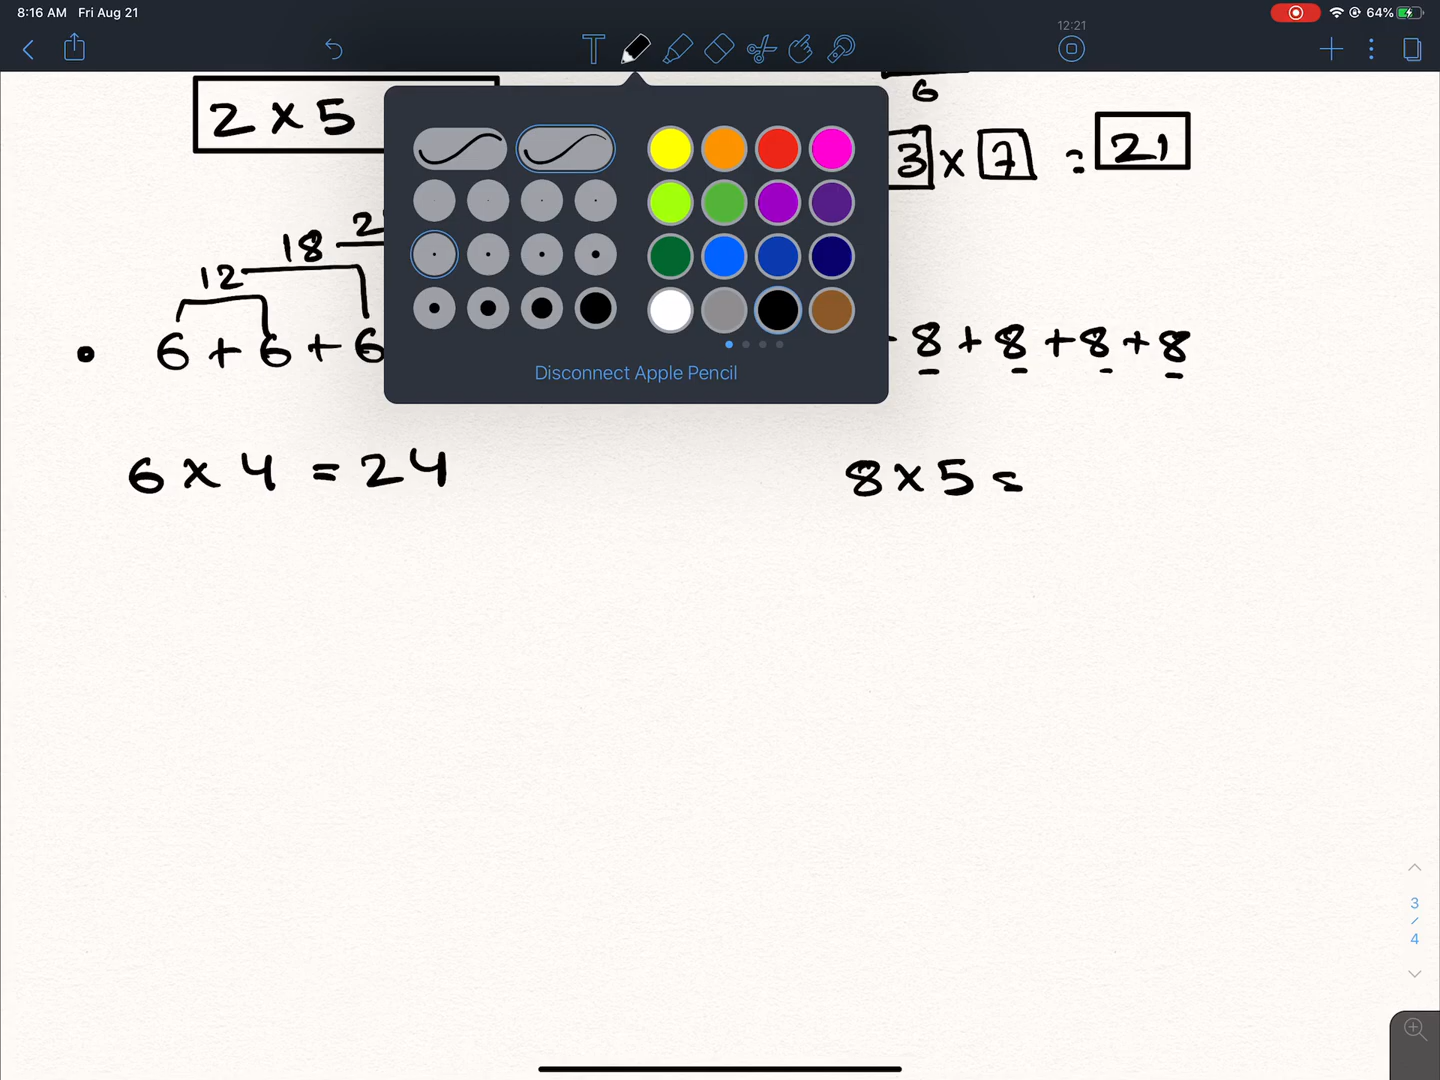 8:16 AM Fri Aug 21
64%
12:21
T
2 × 5
6
3 × 7 = 21
18
12
6 + 6 + 6
8 + 8 + 8 + 8
Disconnect Apple Pencil
6 × 4 = 24
8 × 5 =
3
/
4